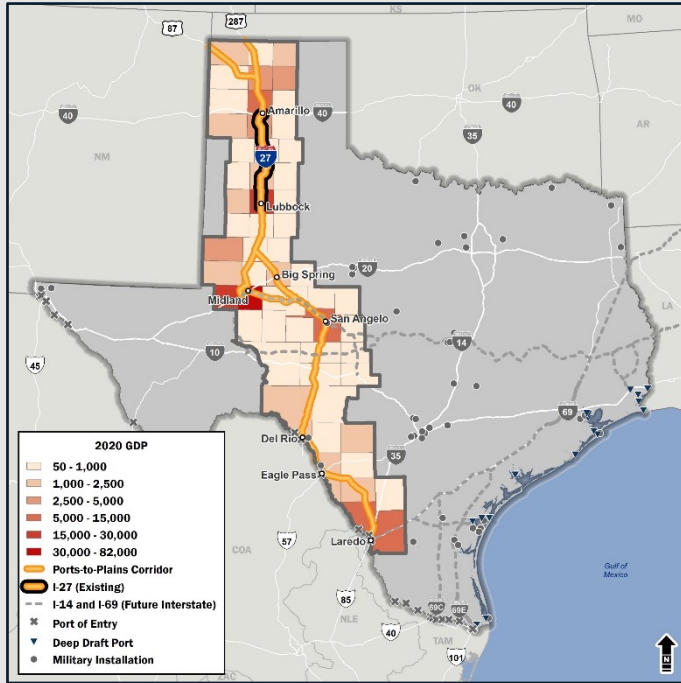 KS
MO
287
87
OK
Amarillo
40
40
40
35
AR
NM
27
Lubbock
Big Spring
20
Midland
San Angelo
LA
14
10
45
69
Del Rio
35
Eagle Pass
57
Laredo
COA
Gulf of
Mexico
85
NLE
69C
69E
40
TAM
101
ZAC
N
2020 GDP
50 - 1,000
1,000 - 2,500
2,500 - 5,000
5,000 - 15,000
15,000 - 30,000
30,000 - 82,000
Ports-to-Plains Corridor
I-27 (Existing)
I-14 and I-69 (Future Interstate)
Port of Entry
Deep Draft Port
Military Installation